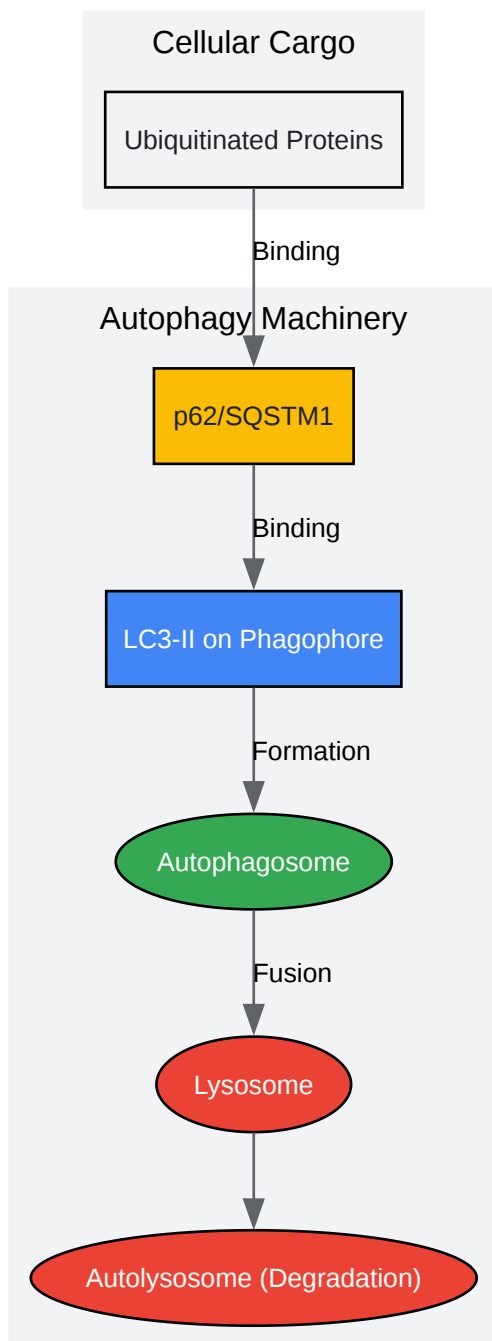 Cellular Cargo
Ubiquitinated Proteins
Binding
Autophagy Machinery
p62/SQSTM1
Binding
LC3-II on Phagophore
Formation
Autophagosome
Fusion
Lysosome
Autolysosome (Degradation)